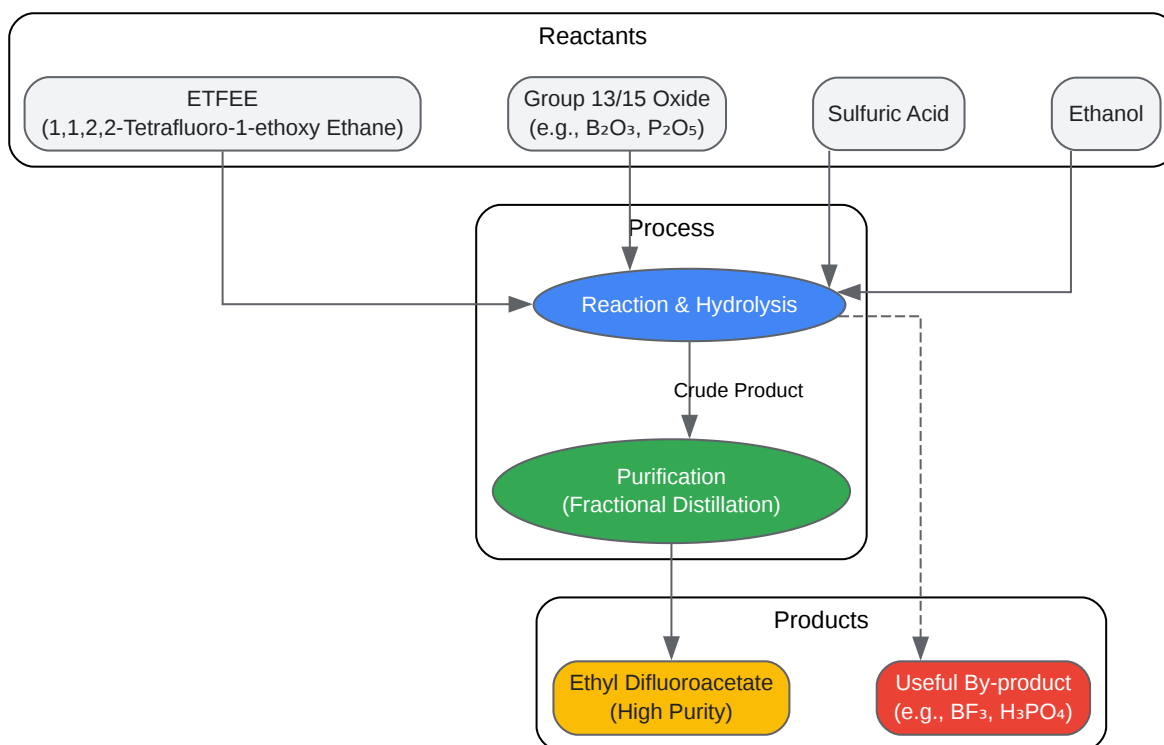 Reactants
ETFEE
(1,1,2,2-Tetrafluoro-1-ethoxy Ethane)
Group 13/15 Oxide
(e.g., B₂O₃, P₂O₅)
Sulfuric Acid
Ethanol
Process
Reaction & Hydrolysis
Crude Product
Purification
(Fractional Distillation)
Products
Ethyl Difluoroacetate
(High Purity)
Useful By-product
(e.g., BF₃, H₃PO₄)